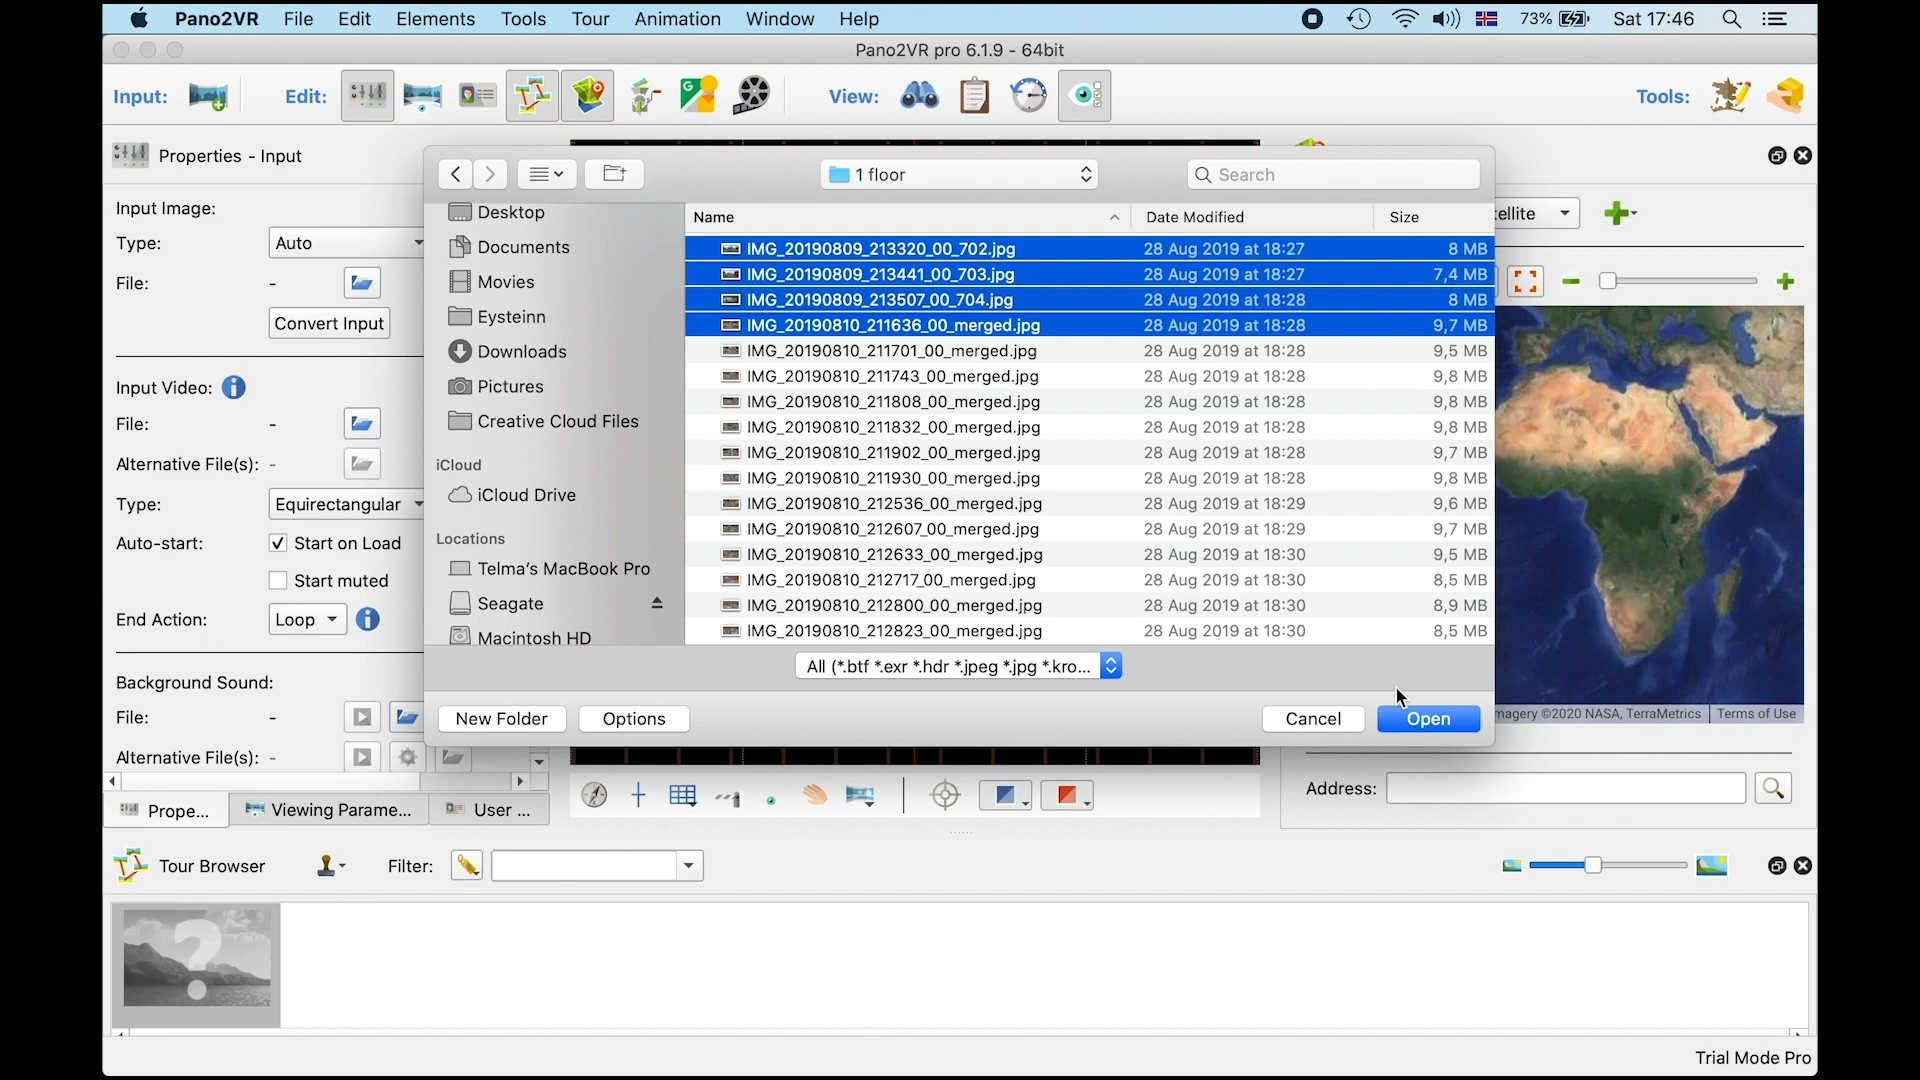 Pano2VR File Edit Elements Tools Tour Animation Window Help 73% Sat 17:46
Pano2VR pro 6.1.9 - 64bit
Input: Edit: View: Tools:
Properties - Input
1 floor
Search
Input Image:
Type: Auto
File: -
Convert Input
Input Video:
File: -
Alternative File(s): -
Type: Equirectangular
Auto-start: Start on Load
Start muted
End Action: Loop
Background Sound:
File: -
Alternative File(s): -
Prope... Viewing Parame... User ...
Desktop
Documents
Movies
Eysteinn
Downloads
Pictures
Creative Cloud Files
iCloud
iCloud Drive
Locations
Telma's MacBook Pro
Seagate
Macintosh HD
Name Date Modified Size
IMG_20190809_213320_00_702.jpg 28 Aug 2019 at 18:27 8 MB
IMG_20190809_213441_00_703.jpg 28 Aug 2019 at 18:27 7,4 MB
IMG_20190809_213507_00_704.jpg 28 Aug 2019 at 18:28 8 MB
IMG_20190810_211636_00_merged.jpg 28 Aug 2019 at 18:28 9,7 MB
IMG_20190810_211701_00_merged.jpg 28 Aug 2019 at 18:28 9,5 MB
IMG_20190810_211743_00_merged.jpg 28 Aug 2019 at 18:28 9,8 MB
IMG_20190810_211808_00_merged.jpg 28 Aug 2019 at 18:28 9,8 MB
IMG_20190810_211832_00_merged.jpg 28 Aug 2019 at 18:28 9,8 MB
IMG_20190810_211902_00_merged.jpg 28 Aug 2019 at 18:28 9,7 MB
IMG_20190810_211930_00_merged.jpg 28 Aug 2019 at 18:28 9,8 MB
IMG_20190810_212536_00_merged.jpg 28 Aug 2019 at 18:29 9,6 MB
IMG_20190810_212607_00_merged.jpg 28 Aug 2019 at 18:29 9,7 MB
IMG_20190810_212633_00_merged.jpg 28 Aug 2019 at 18:30 9,5 MB
IMG_20190810_212717_00_merged.jpg 28 Aug 2019 at 18:30 8,5 MB
IMG_20190810_212800_00_merged.jpg 28 Aug 2019 at 18:30 8,9 MB
IMG_20190810_212823_00_merged.jpg 28 Aug 2019 at 18:30 8,5 MB
All (*.btf *.exr *.hdr *.jpeg *.jpg *.kro...
New Folder Options Cancel Open
ellite
magery ©2020 NASA, TerraMetrics Terms of Use
Address:
Tour Browser Filter:
?
Trial Mode Pro